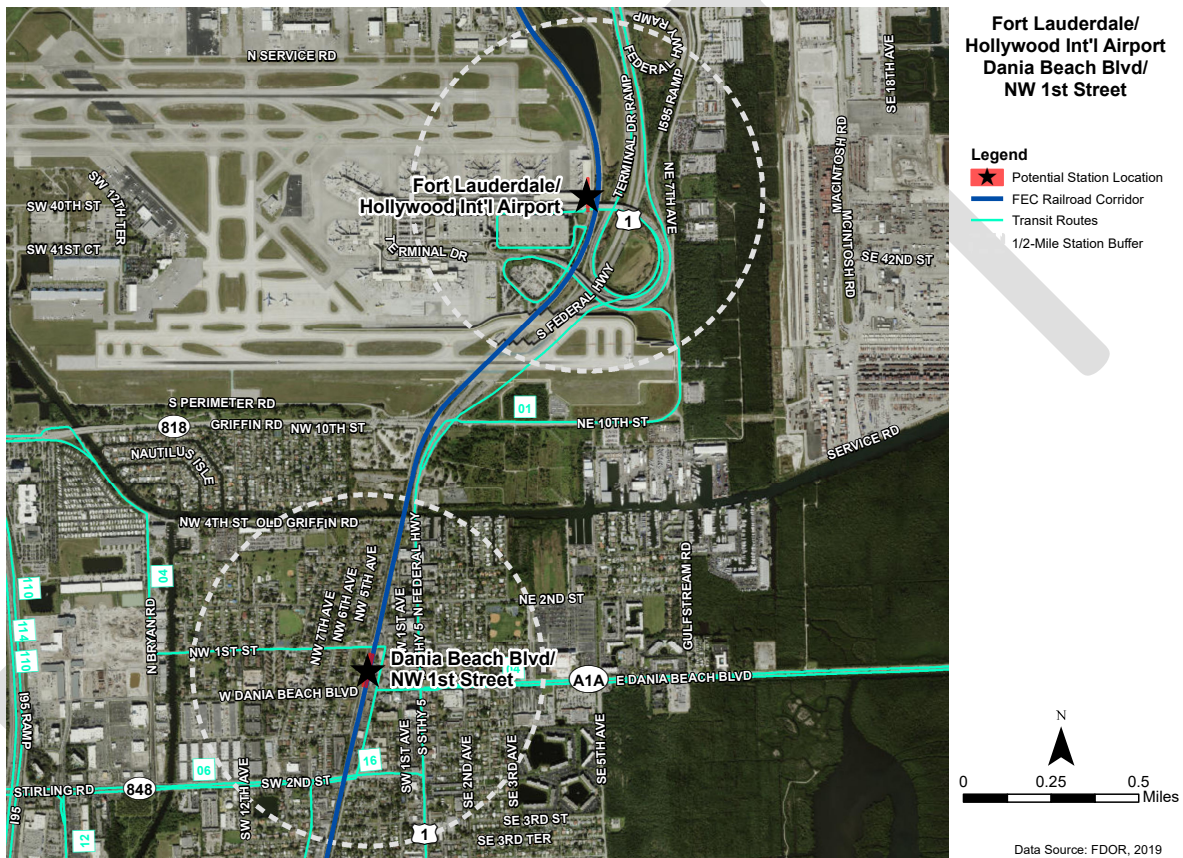 Fort Lauderdale/
Hollywood Int'l Airport
Dania Beach Blvd/
NW 1st Street
Legend
Potential Station Location
FEC Railroad Corridor
Transit Routes
1/2-Mile Station Buffer
N SERVICE RD
RAMP
FEDERAL HWY
I595 RAMP
TERMINAL DR RAMP
SE 18TH AVE
MACINTOSH RD
MCINTOSH RD
NE 7TH AVE
SW 12TH TER
SW 40TH ST
SW 41ST CT
Fort Lauderdale/
Hollywood Int'l Airport
1
TERMINAL DR
SE 42ND ST
S FEDERAL HWY
S PERIMETER RD
01
818
GRIFFIN RD
NW 10TH ST
NE 10TH ST
NAUTILUS ISLE
SERVICE RD
NW 4TH ST
OLD GRIFFIN RD
N FEDERAL HWY
04
110
114
110
N BRYAN RD
NW 7TH AVE
NW 6TH AVE
NW 5TH AVE
W 1ST AVE
HY 5
NE 2ND ST
GULFSTREAM RD
NW 1ST ST
Dania Beach Blvd/
NW 1st Street
04
A1A
E DANIA BEACH BLVD
W DANIA BEACH BLVD
I95 RAMP
I95
06
16
SW 2ND ST
STIRLING RD
848
12
SW 12TH AVE
SW 1ST AVE
S STHY 5
SE 2ND AVE
SE 3RD AVE
SE 5TH AVE
SE 3RD ST
SE 3RD TER
1
N
0
0.25
0.5
Miles
Data Source: FDOR, 2019